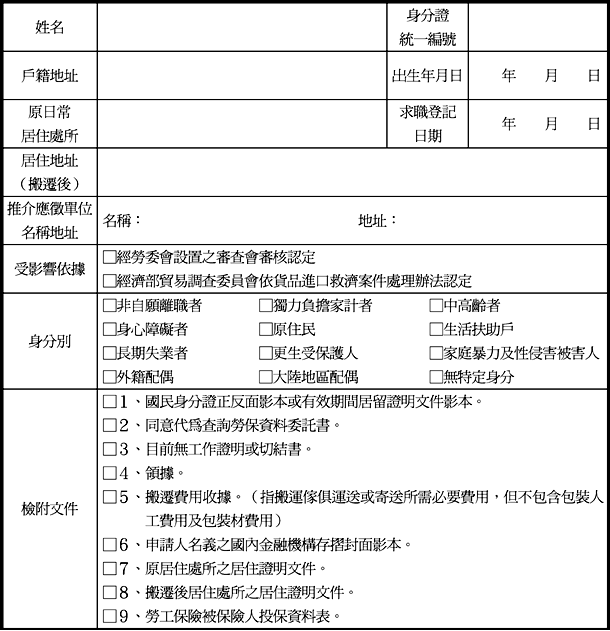 姓名
身分證
統一編號
戶籍地址
出生年月日
年 月 日
原日常
居住處所
求職登記
日期
年 月 日
居住地址
（搬遷後）
推介應徵單位
名稱地址
名稱：
地址：
受影響依據
□經勞委會設置之審查會審核認定
□經濟部貿易調查委員會依貨品進口救濟案件處理辦法認定
身分別
□非自願離職者 □獨力負擔家計者 □中高齡者
□身心障礙者 □原住民 □生活扶助戶
□長期失業者 □更生受保護人 □家庭暴力及性侵害被害人
□外籍配偶 □大陸地區配偶 □無特定身分
檢附文件
□1、國民身分證正反面影本或有效期間居留證明文件影本。
□2、同意代為查詢勞保資料委託書。
□3、目前無工作證明或切結書。
□4、領據。
□5、搬遷費用收據。（指搬運傢俱運送或寄送所需必要費用，但不包含包裝人
工費用及包裝材費用）
□6、申請人名義之國內金融機構存摺封面影本。
□7、原居住處所之居住證明文件。
□8、搬遷後居住處所之居住證明文件。
□9、勞工保險被保險人投保資料表。